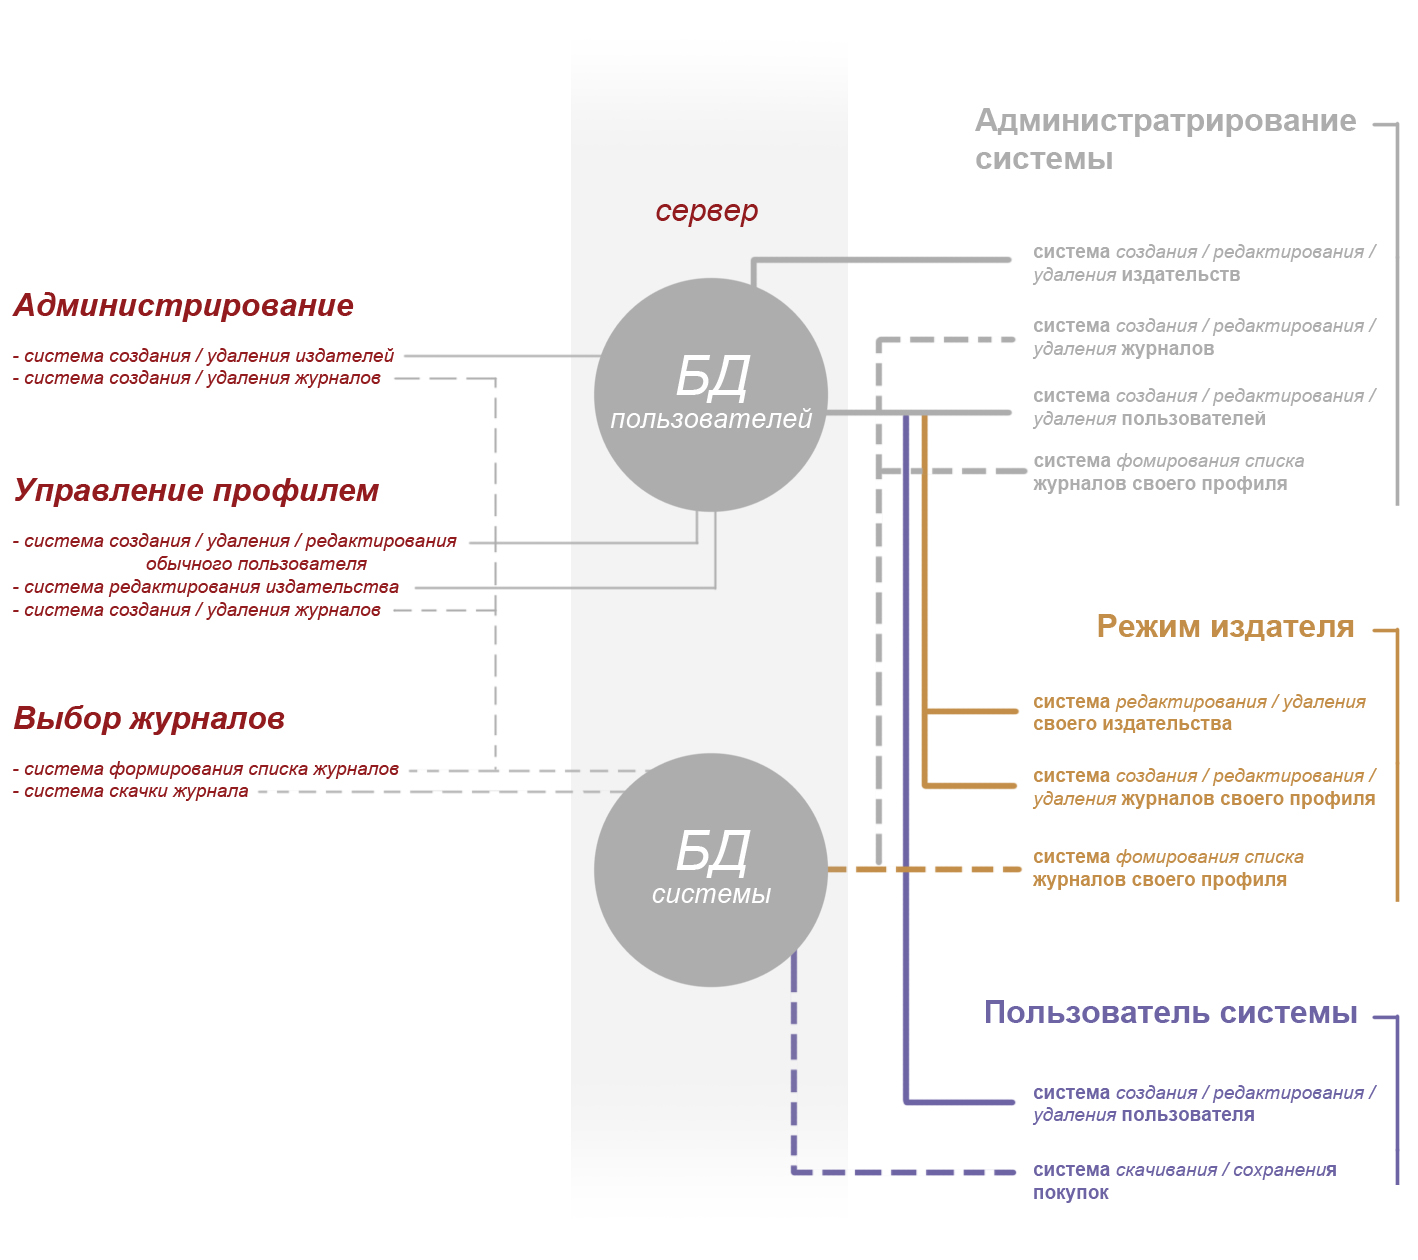 сервер
Администрирование
- система создания / удаления издателей
- система создания / удаления журналов
Управление профилем
- система создания / удаления / редактирования
обычного пользователя
- система редактирования издательства
- система создания / удаления журналов
Выбор журналов
- система формирования списка журналов
- система скачки журнала
БД
пользователей
БД
системы
Администратрирование
системы
система создания / редактирования /
удаления издательств
система создания / редактирования /
удаления журналов
система создания / редактирования /
удаления пользователей
система фомирования списка
журналов своего профиля
Режим издателя
система редактирования / удаления
своего издательства
система создания / редактирования /
удаления журналов своего профиля
система фомирования списка
журналов своего профиля
Пользователь системы
система создания / редактирования /
удаления пользователя
система скачивания / сохранения
покупок